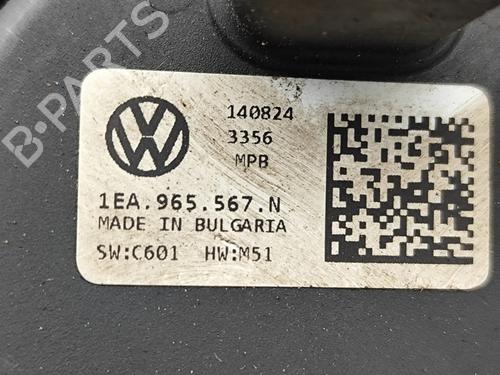 B-PARTS
140824
3356
MPB
1EA.965.567.N
MADE IN BULGARIA
SW:C601 HW:M51